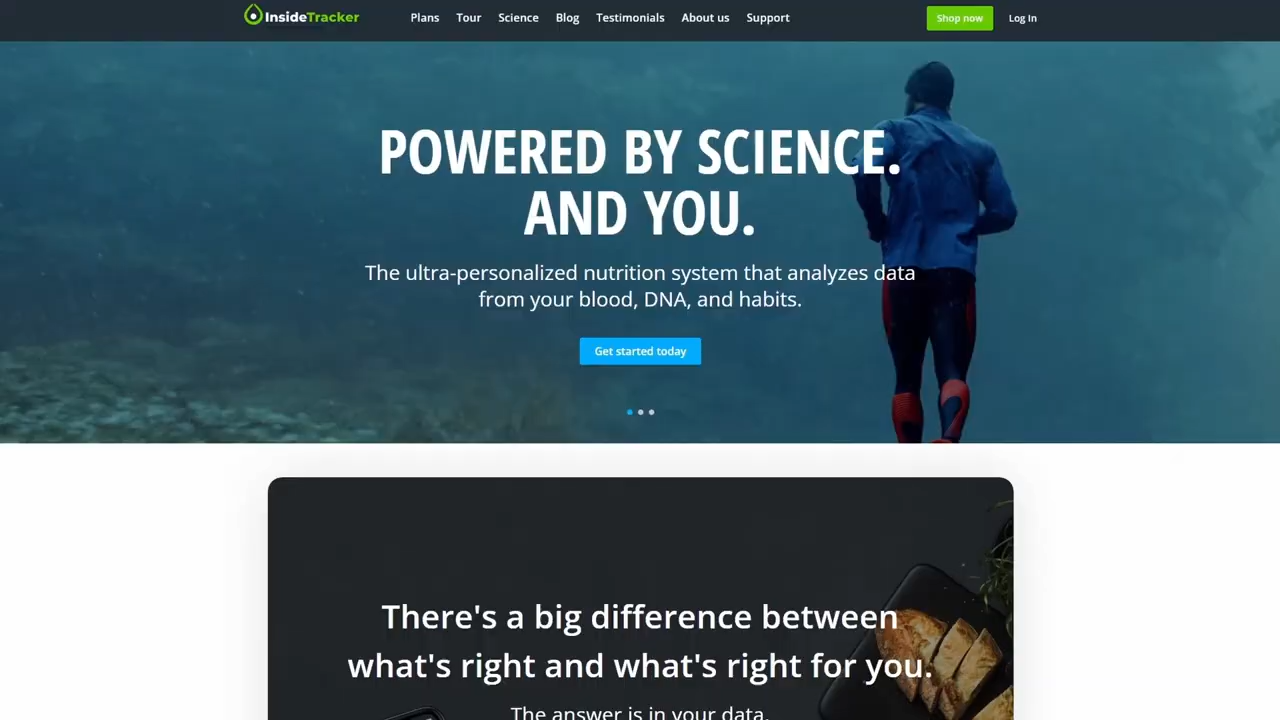 InsideTracker
Plans
Tour
Science
Blog
Testimonials
About us
Support
Shop now
Log In
POWERED BY SCIENCE.
AND YOU.
The ultra-personalized nutrition system that analyzes data
from your blood, DNA, and habits.
Get started today
There's a big difference between
what's right and what's right for you.
The answer is in your data.